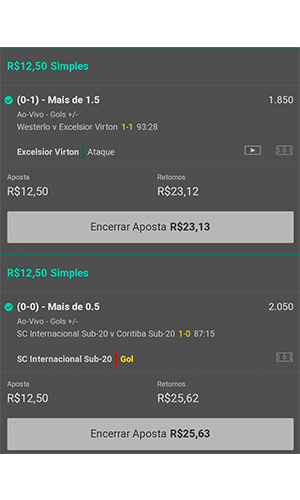 R$12,50 Simples
(0-1) - Mais de 1.5 1.850
Ao-Vivo - Gols +/-
Westerlo v Excelsior Virton 1-1 93:28
Excelsior Virton Ataque
Aposta Retornos
R$12,50 R$23,12
Encerrar Aposta R$23,13
R$12,50 Simples
(0-0) - Mais de 0.5 2.050
Ao-Vivo - Gols +/-
SC Internacional Sub-20 v Coritiba Sub-20 1-0 87:15
SC Internacional Sub-20 Gol
Aposta Retornos
R$12,50 R$25,62
Encerrar Aposta R$25,63